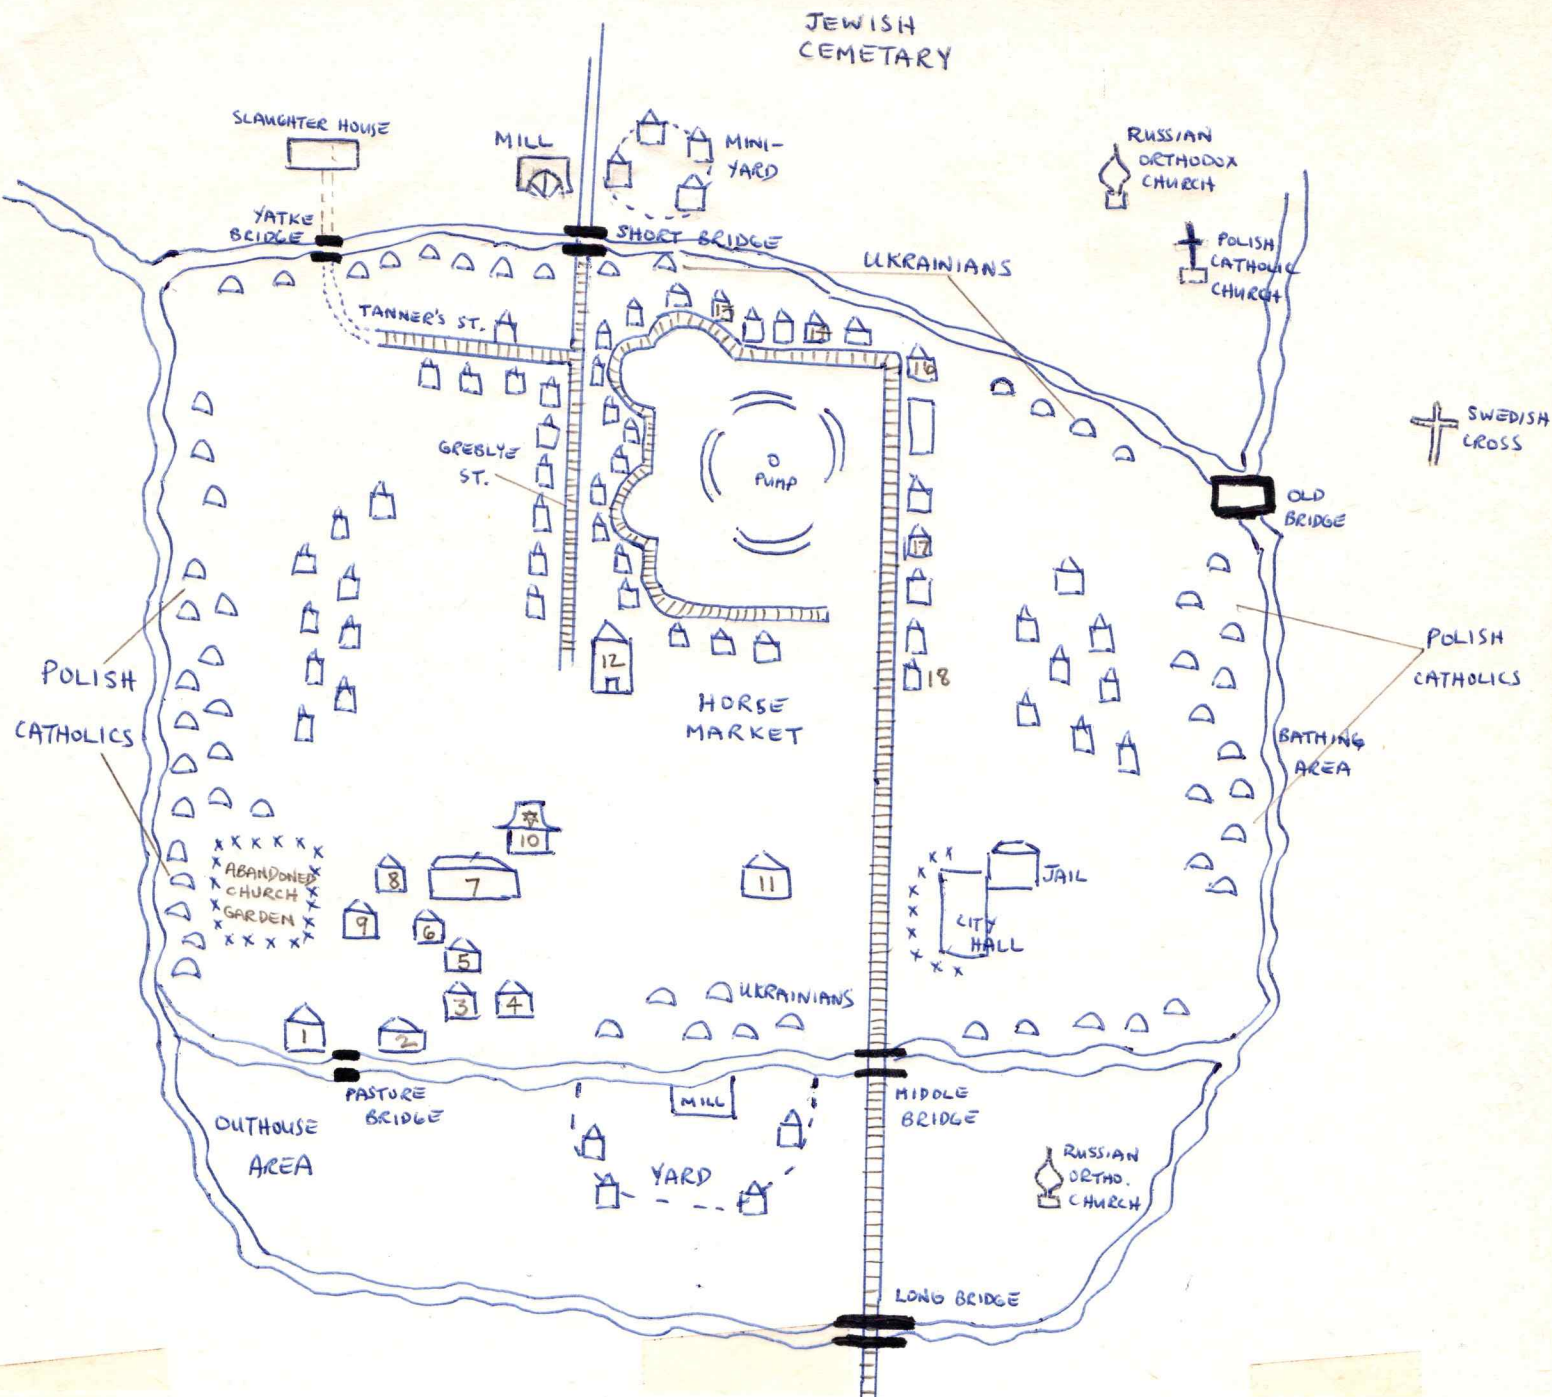 JEWISH
CEMETARY
SLAUGHTER HOUSE
MILL
MINI-
YARD
RUSSIAN
ORTHODOX
CHURCH
YATKE
BRIDGE
SHORT BRIDGE
UKRAINIANS
POLISH
CATHOLIC
CHURCH
TANNER'S ST.
15
16
SWEDISH
CROSS
GREBLYE
ST.
PUMP
OLD
BRIDGE
17
12
18
HORSE
MARKET
POLISH
CATHOLICS
POLISH
CATHOLICS
BATHING
AREA
10
ABANDONED
CHURCH
GARDEN
8
7
11
JAIL
9
6
CITY
HALL
5
3
4
UKRAINIANS
1
2
PASTURE
BRIDGE
MILL
MIDDLE
BRIDGE
OUTHOUSE
AREA
YARD
RUSSIAN
ORTHO.
CHURCH
LONG BRIDGE